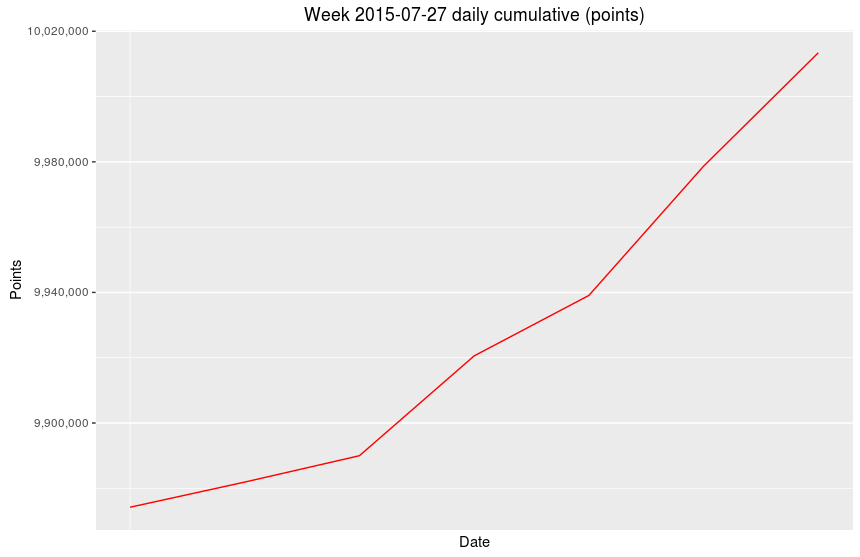 Week 2015-07-27 daily cumulative (points)
10,020,000
9,980,000
9,940,000
9,900,000
Points
Date